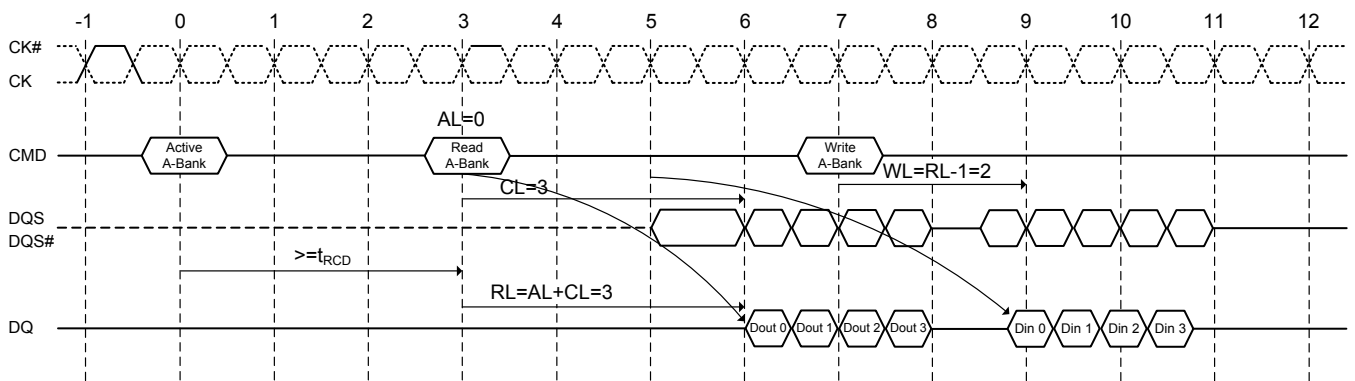 -1 0 1 2 3 4 5 6 7 8 9 10 11 12
CK#
CK
AL=0
CMD
Active
A-Bank
Read
A-Bank
Write
A-Bank
WL=RL-1=2
CL=3
DQS
DQS#
>=tRCD
RL=AL+CL=3
DQ
Dout 0 Dout 1 Dout 2 Dout 3 Din 0 Din 1 Din 2 Din 3